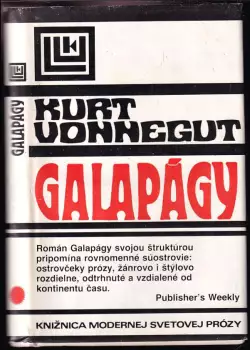 KURT
VONNEGUT
GALAPÁGY
Román Galapágy svojou štruktúrou
pripomína rovnomenné súostrovie:
ostrovčeky prózy, žánrovo i štýlovo
rozdielne, odtrhnuté a vzdialené od
kontinentu času.
Publisher's Weekly
KNIŽNICA MODERNEJ SVETOVEJ PRÓZY
GALAPÁGY